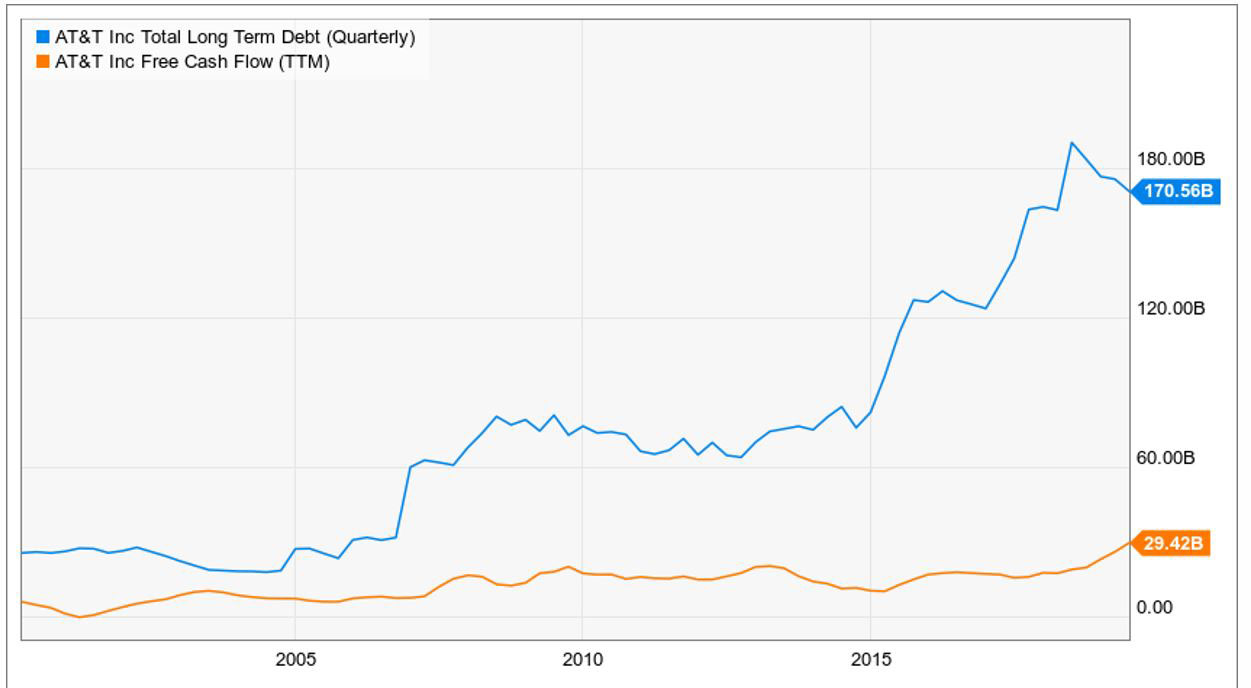 AT&T Inc Total Long Term Debt (Quarterly)
AT&T Inc Free Cash Flow (TTM)
180.00B
170.56B
120.00B
60.00B
29.42B
0.00
2005 2010 2015